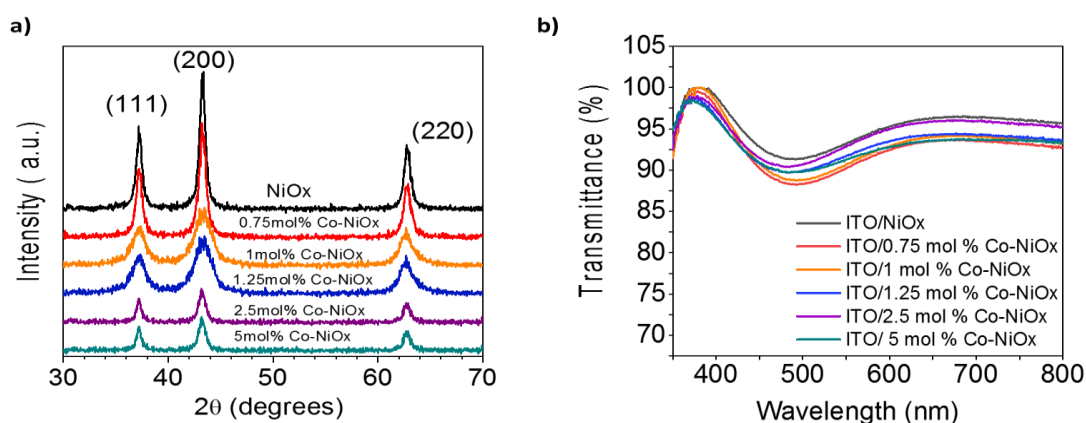 a)
(111)
(200)
(220)
NiOx
0.75mol% Co-NiOx
1mol% Co-NiOx
1.25mol% Co-NiOx
2.5mol% Co-NiOx
5mol% Co-NiOx
Intensity ( a.u.)
30 40 50 60 70
2θ (degrees)
b)
105
100
95
90
85
80
75
70
Transmittance (%)
ITO/NiOx
ITO/0.75 mol % Co-NiOx
ITO/1 mol % Co-NiOx
ITO/1.25 mol % Co-NiOx
ITO/2.5 mol % Co-NiOx
ITO/ 5 mol % Co-NiOx
400 500 600 700 800
Wavelength (nm)